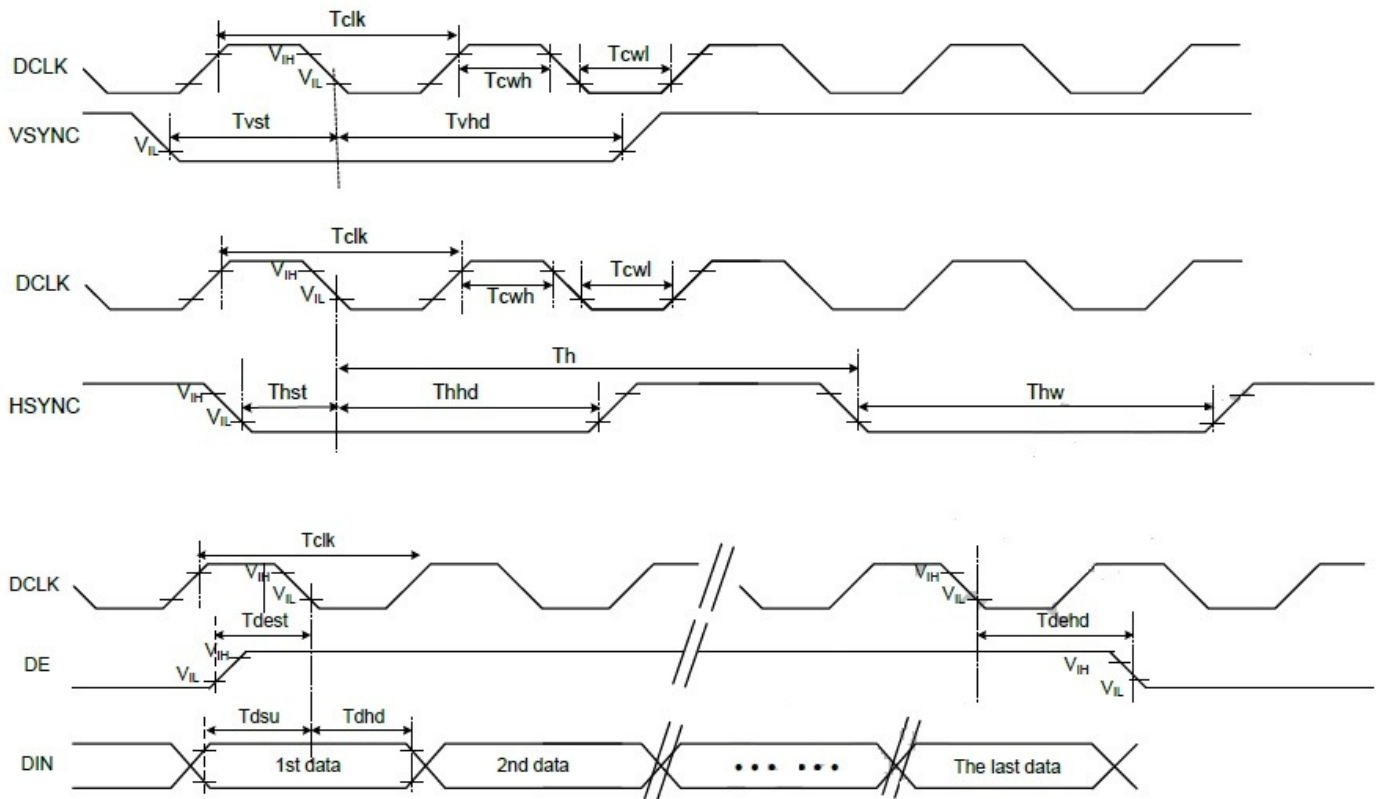 Tclk
DCLK
VIH
VIL
Tcwh
Tcwl
VSYNC
VIL
Tvst
Tvhd
Tclk
DCLK
VIH
VIL
Tcwh
Tcwl
Th
HSYNC
VIH
VIL
Thst
Thhd
Thw
Tclk
DCLK
VIH
VIL
VIH
VIL
Tdest
Tdehd
DE
VIH
VIL
VIH
VIL
Tdsu
Tdhd
DIN
1st data
2nd data
••• •••
The last data